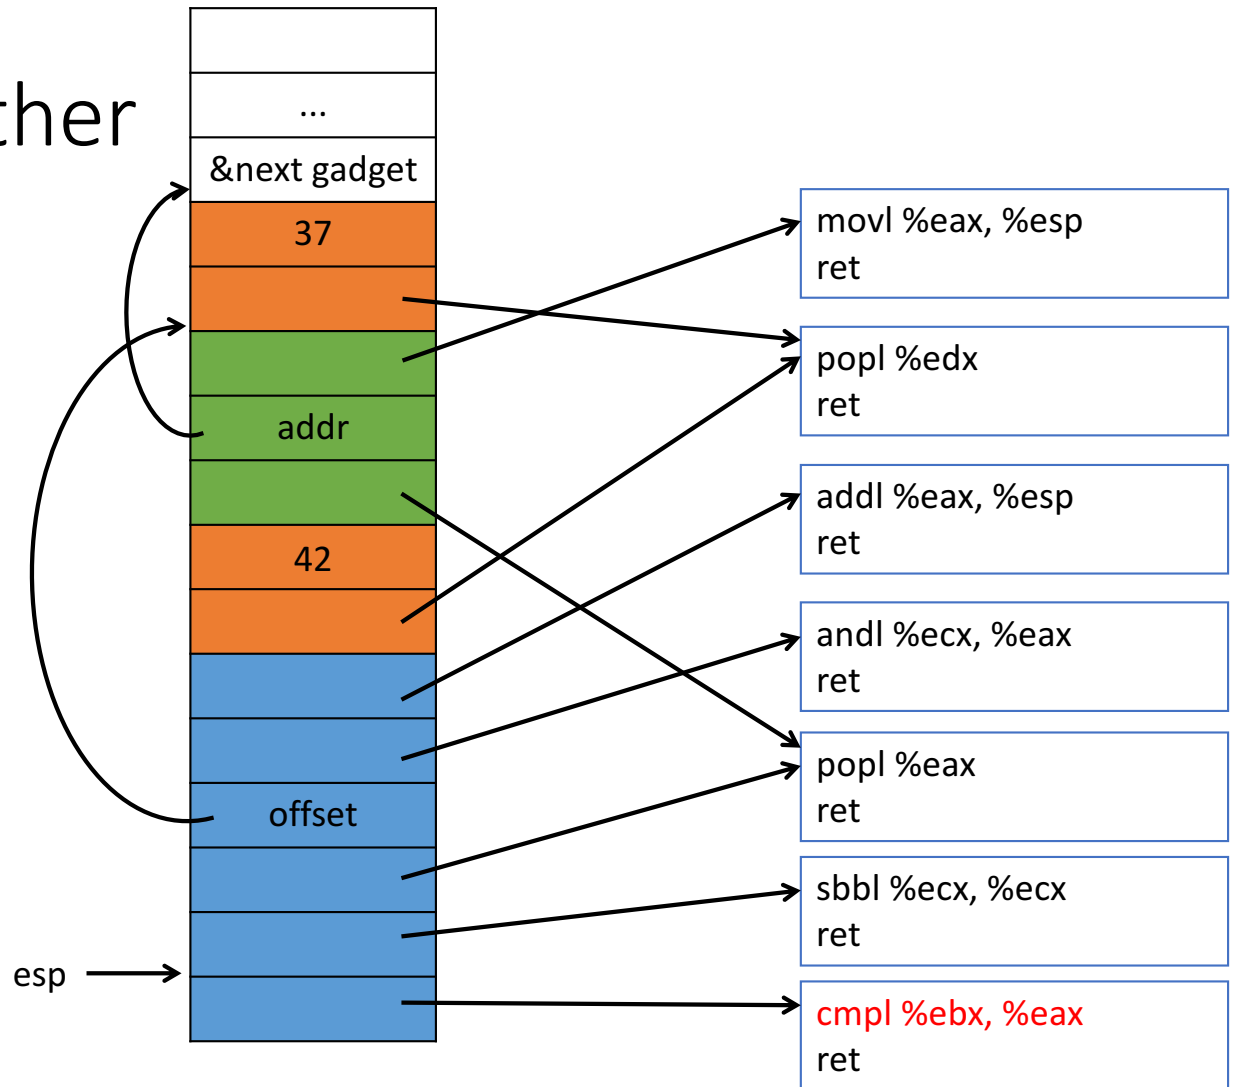 ther
...
&next gadget
37
addr
42
offset
esp
movl %eax, %esp
ret
popl %edx
ret
addl %eax, %esp
ret
andl %ecx, %eax
ret
popl %eax
ret
sbbl %ecx, %ecx
ret
cmpl %ebx, %eax
ret